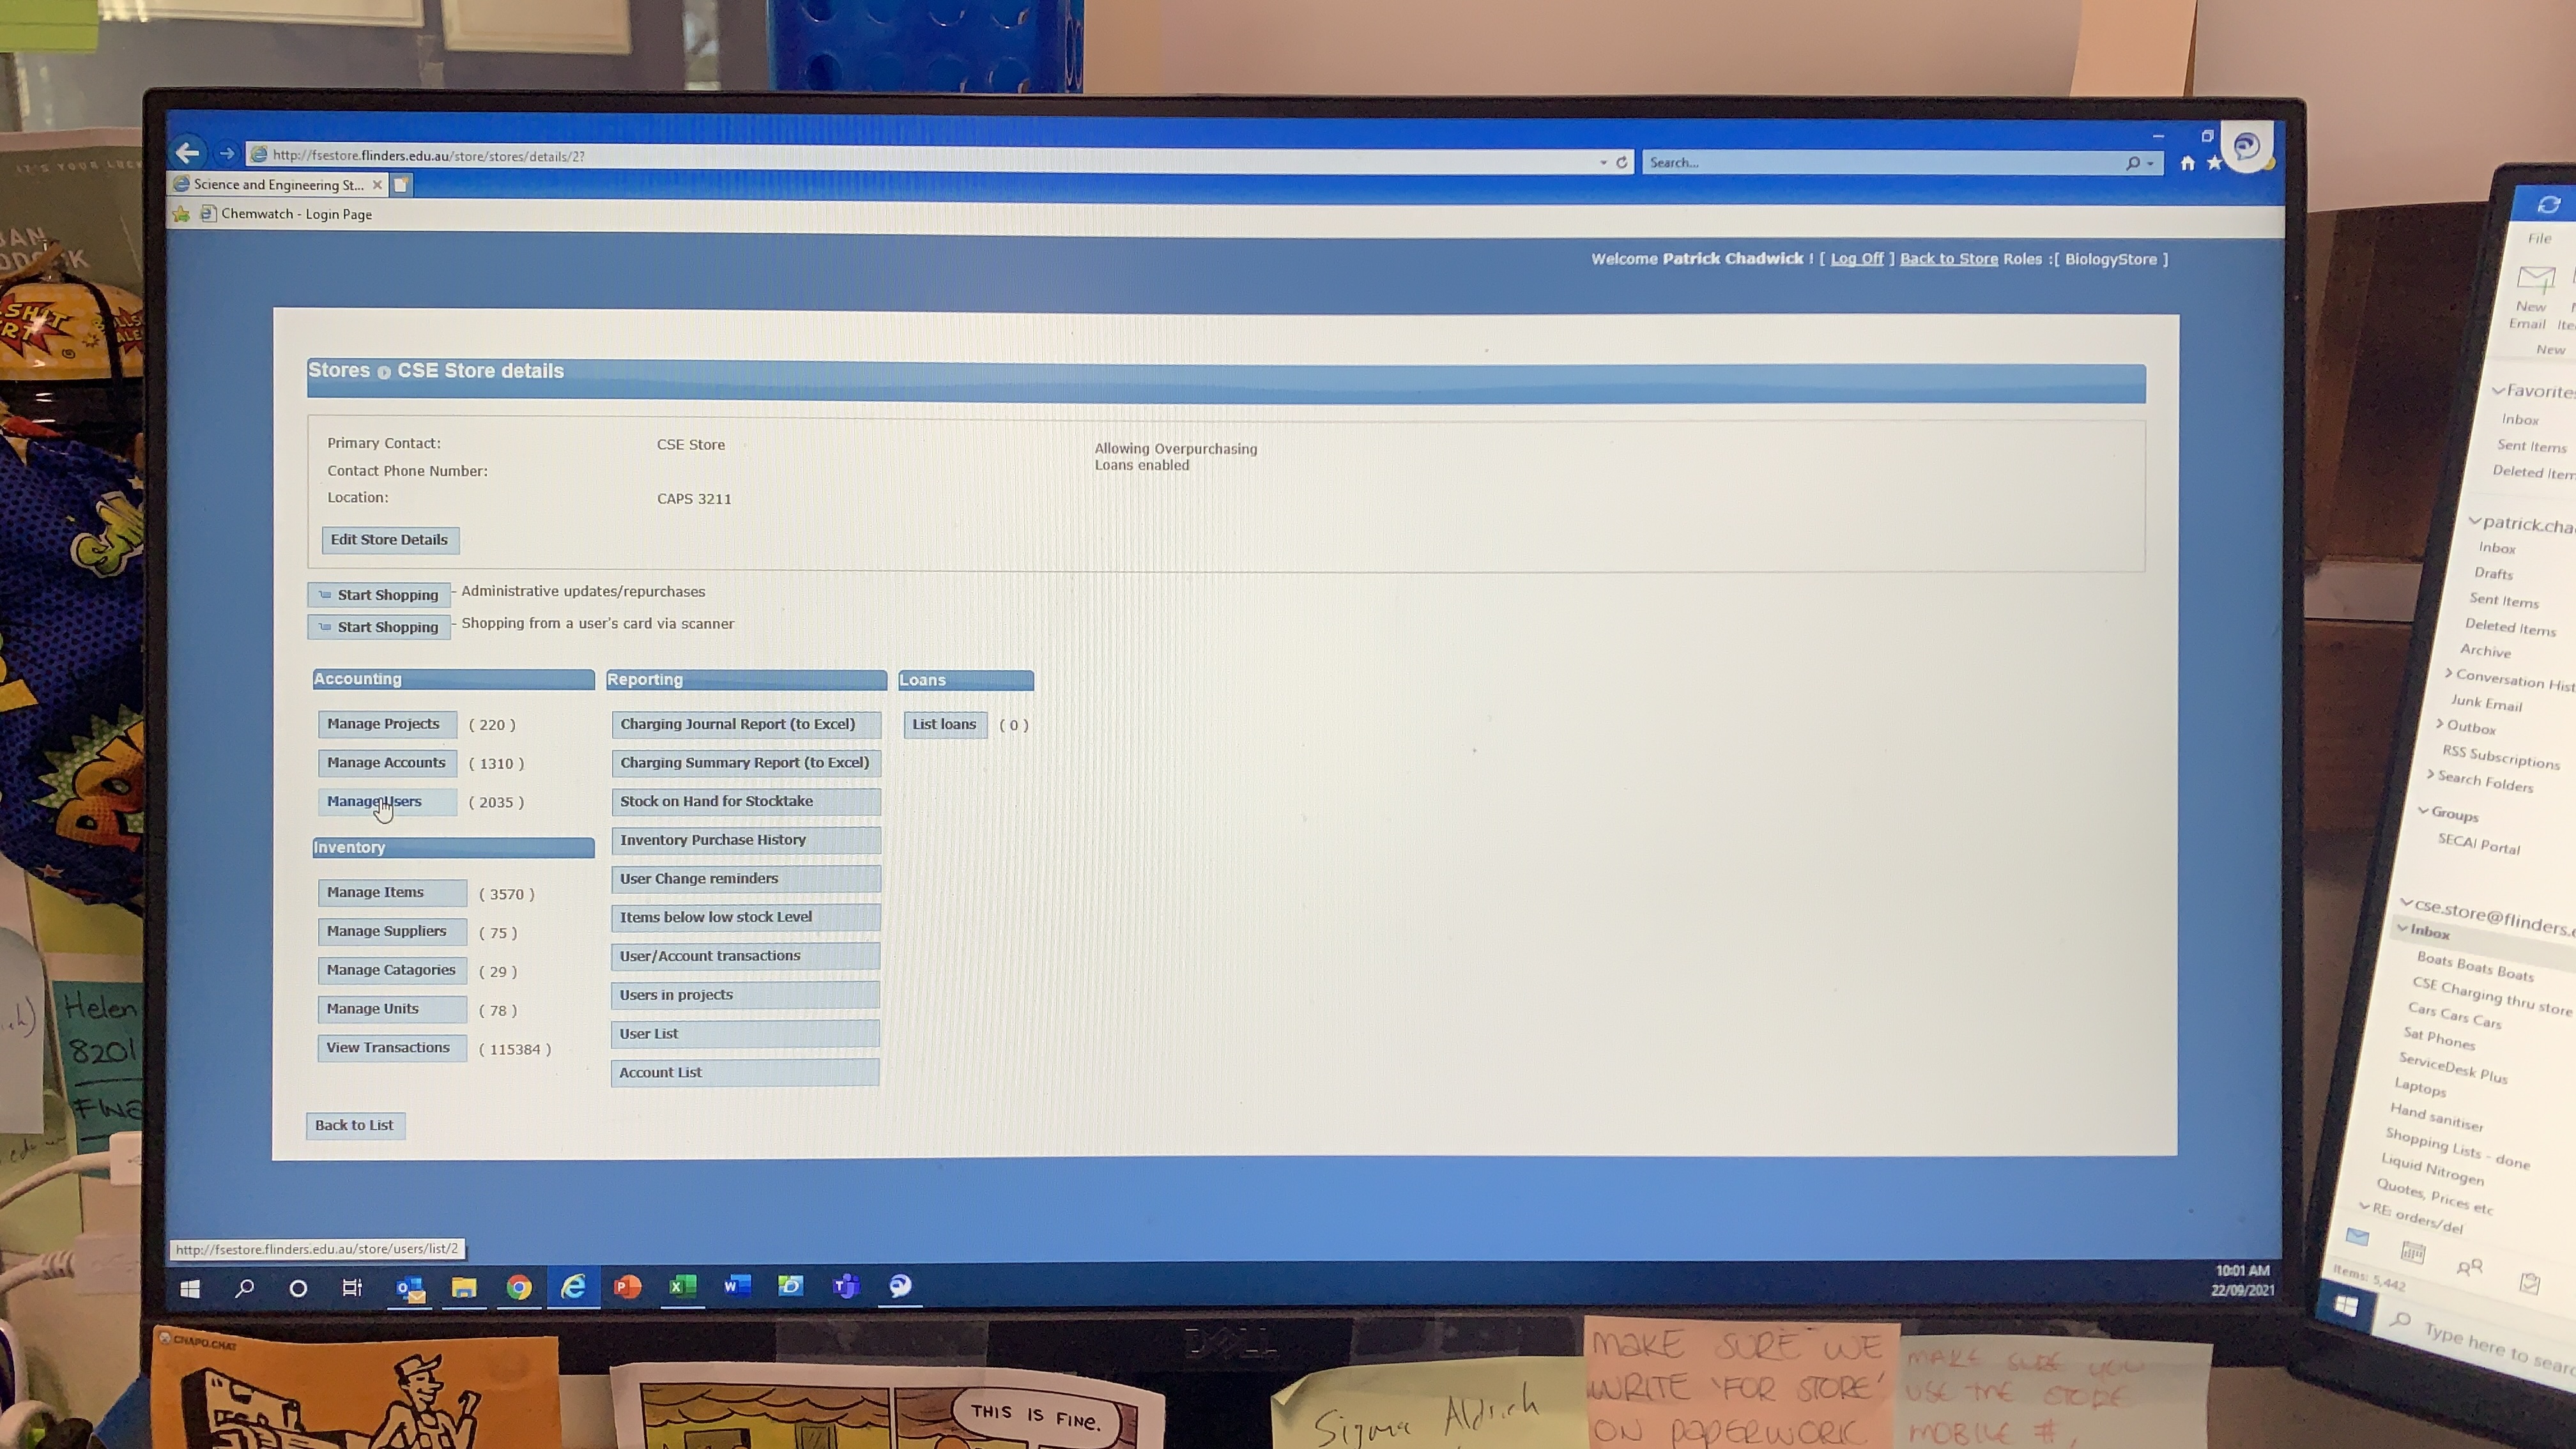 http://fsestore.flinders.edu.au/store/stores/details/2?
Search...
Science and Engineering St...
Chemwatch - Login Page
Welcome Patrick Chadwick ! [ Log Off ] Back to Store Roles :[ BiologyStore ]
Stores CSE Store details
Primary Contact: CSE Store
Allowing Overpurchasing
Contact Phone Number:
Loans enabled
Location: CAPS 3211
Edit Store Details
Start Shopping - Administrative updates/repurchases
Start Shopping - Shopping from a user's card via scanner
Accounting
Manage Projects ( 220 )
Manage Accounts ( 1310 )
Manage Users ( 2035 )
Inventory
Manage Items ( 3570 )
Manage Suppliers ( 75 )
Manage Catagories ( 29 )
Manage Units ( 78 )
View Transactions ( 115384 )
Reporting
Charging Journal Report (to Excel)
Charging Summary Report (to Excel)
Stock on Hand for Stocktake
Inventory Purchase History
User Change reminders
Items below low stock Level
User/Account transactions
Users in projects
User List
Account List
Loans
List loans ( 0 )
Back to List
http://fsestore.flinders.edu.au/store/users/list/2
10:01 AM
22/09/2021
DELL
File
New
Email
New
Favorite
Inbox
Sent Items
Deleted Item
patrick.cha
Inbox
Drafts
Sent Items
Deleted Items
Archive
Conversation Hist
Junk Email
Outbox
RSS Subscriptions
Search Folders
Groups
SECAI Portal
cse.store@flinders.e
Inbox
Boats Boats Boats
CSE Charging thru store
Cars Cars Cars
Sat Phones
ServiceDesk Plus
Laptops
Hand sanitiser
Shopping Lists - done
Liquid Nitrogen
Quotes, Prices etc
RE: orders/del
Items: 5,442
Type here to searc
Helen
8201
CHAPO.CHAT
THIS IS FINE.
Sigma Aldrich
MAKE SURE WE
WRITE 'FOR STORE'
ON PAPERWORK
MAKE SURE YOU
USE THE STORE
MOBILE #,